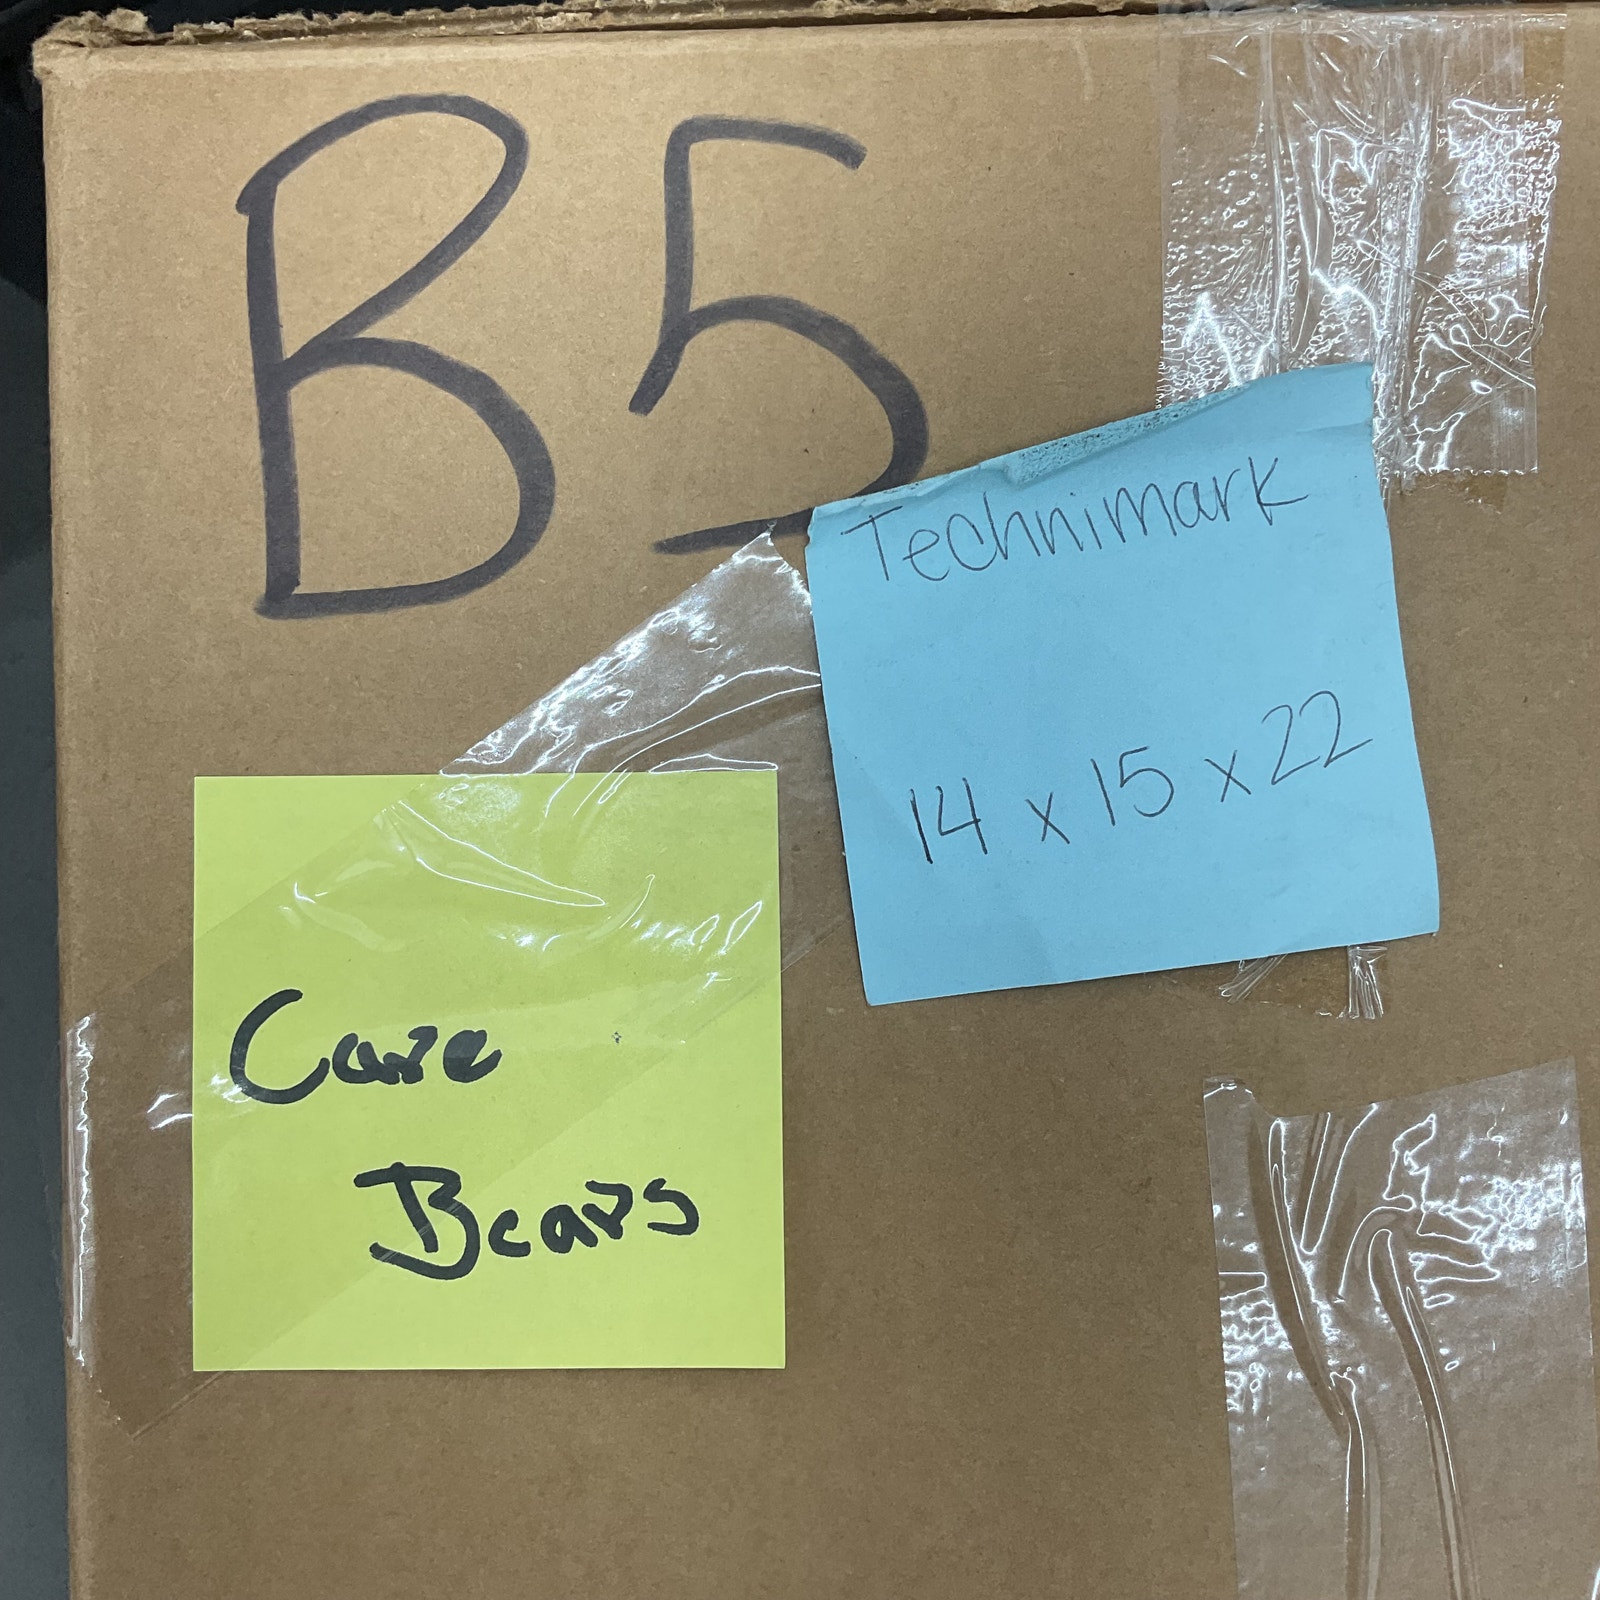 B5
Technimark
14 x 15 x 22
Care
Bears